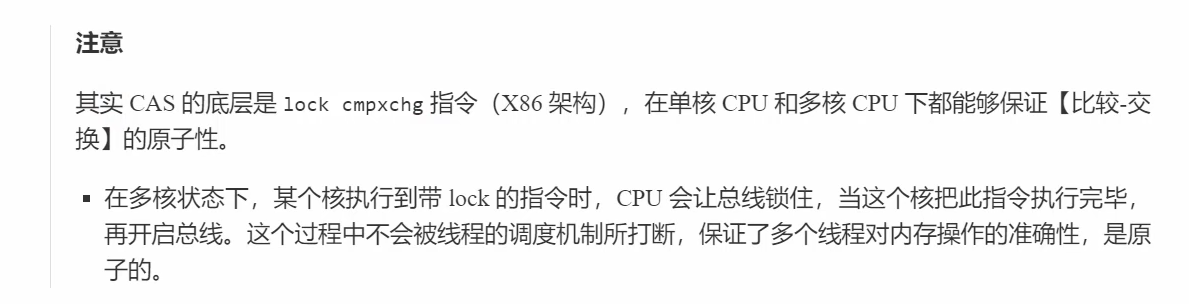 注意
其实 CAS 的底层是 lock cmpxchg 指令（X86 架构），在单核 CPU 和多核 CPU 下都能够保证【比较-交
换】的原子性。
▪ 在多核状态下，某个核执行到带 lock 的指令时，CPU 会让总线锁住，当这个核把此指令执行完毕，
再开启总线。这个过程中不会被线程的调度机制所打断，保证了多个线程对内存操作的准确性，是原
子的。